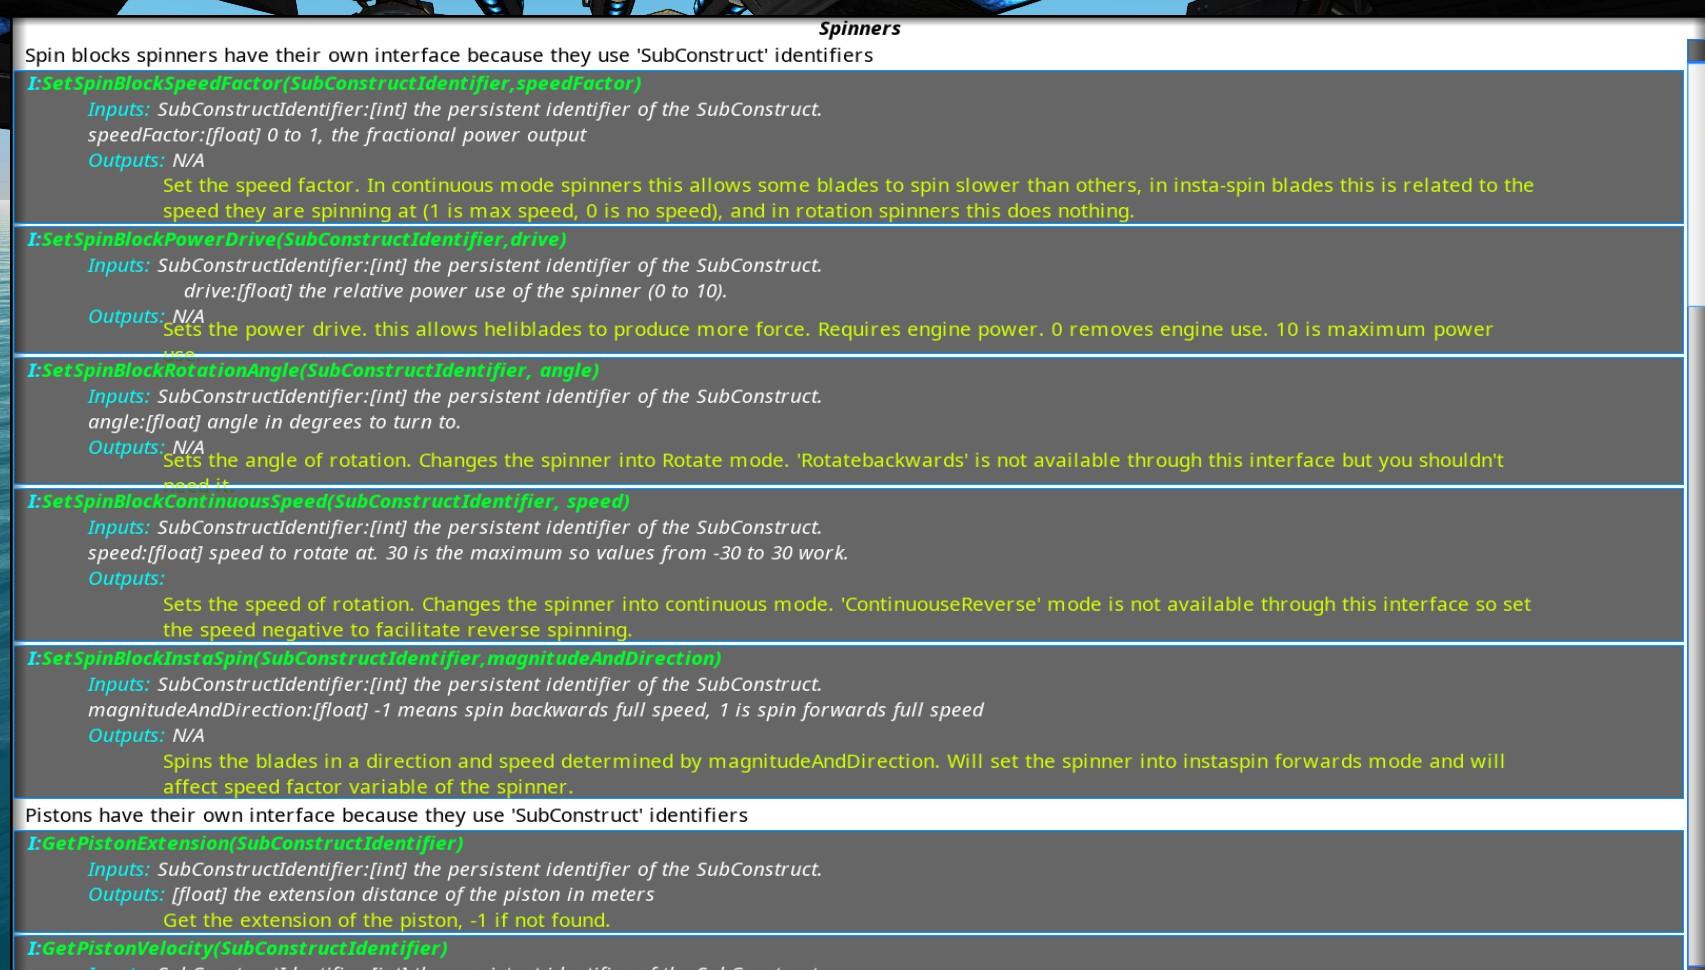 Spinners
Spin blocks spinners have their own interface because they use 'SubConstruct' identifiers
I:SetSpinBlockSpeedFactor(SubConstructIdentifier,speedFactor)
Inputs: SubConstructIdentifier:[int] the persistent identifier of the SubConstruct.
speedFactor:[float] 0 to 1, the fractional power output
Outputs: N/A
Set the speed factor. In continuous mode spinners this allows some blades to spin slower than others, in insta-spin blades this is related to the
speed they are spinning at (1 is max speed, 0 is no speed), and in rotation spinners this does nothing.
I:SetSpinBlockPowerDrive(SubConstructIdentifier,drive)
Inputs: SubConstructIdentifier:[int] the persistent identifier of the SubConstruct.
drive:[float] the relative power use of the spinner (0 to 10).
Outputs: N/A
Sets the power drive. this allows heliblades to produce more force. Requires engine power. 0 removes engine use. 10 is maximum power
use.
I:SetSpinBlockRotationAngle(SubConstructIdentifier, angle)
Inputs: SubConstructIdentifier:[int] the persistent identifier of the SubConstruct.
angle:[float] angle in degrees to turn to.
Outputs: N/A
Sets the angle of rotation. Changes the spinner into Rotate mode. 'Rotatebackwards' is not available through this interface but you shouldn't
need it.
I:SetSpinBlockContinuousSpeed(SubConstructIdentifier, speed)
Inputs: SubConstructIdentifier:[int] the persistent identifier of the SubConstruct.
speed:[float] speed to rotate at. 30 is the maximum so values from -30 to 30 work.
Outputs:
Sets the speed of rotation. Changes the spinner into continuous mode. 'ContinuouseReverse' mode is not available through this interface so set
the speed negative to facilitate reverse spinning.
I:SetSpinBlockInstaSpin(SubConstructIdentifier,magnitudeAndDirection)
Inputs: SubConstructIdentifier:[int] the persistent identifier of the SubConstruct.
magnitudeAndDirection:[float] -1 means spin backwards full speed, 1 is spin forwards full speed
Outputs: N/A
Spins the blades in a direction and speed determined by magnitudeAndDirection. Will set the spinner into instaspin forwards mode and will
affect speed factor variable of the spinner.
Pistons have their own interface because they use 'SubConstruct' identifiers
I:GetPistonExtension(SubConstructIdentifier)
Inputs: SubConstructIdentifier:[int] the persistent identifier of the SubConstruct.
Outputs: [float] the extension distance of the piston in meters
Get the extension of the piston, -1 if not found.
I:GetPistonVelocity(SubConstructIdentifier)